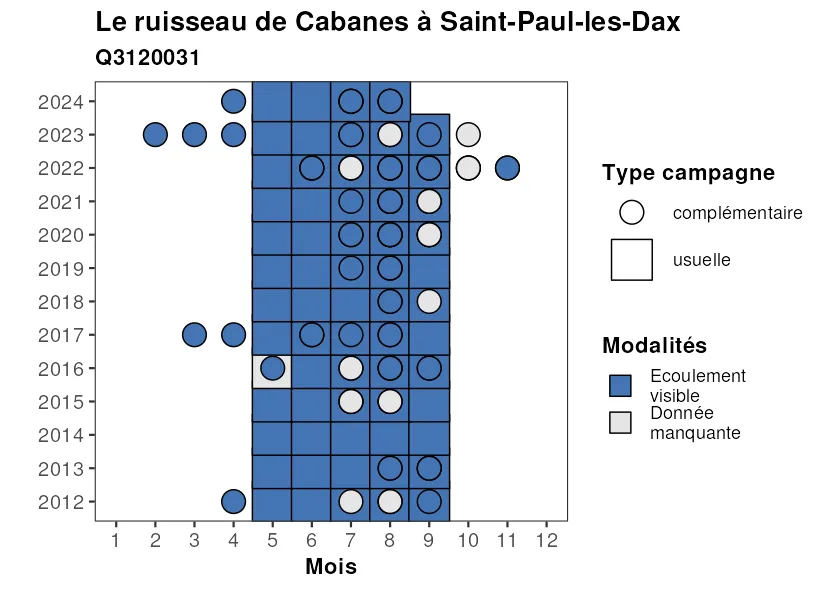 Le ruisseau de Cabanes à Saint-Paul-les-Dax
Q3120031
2024
2023
2022
2021
2020
2019
2018
2017
2016
2015
2014
2013
2012
1 2 3 4 5 6 7 8 9 10 11 12
Mois
Type campagne
complémentaire
usuelle
Modalités
Ecoulement
visible
Donnée
manquante